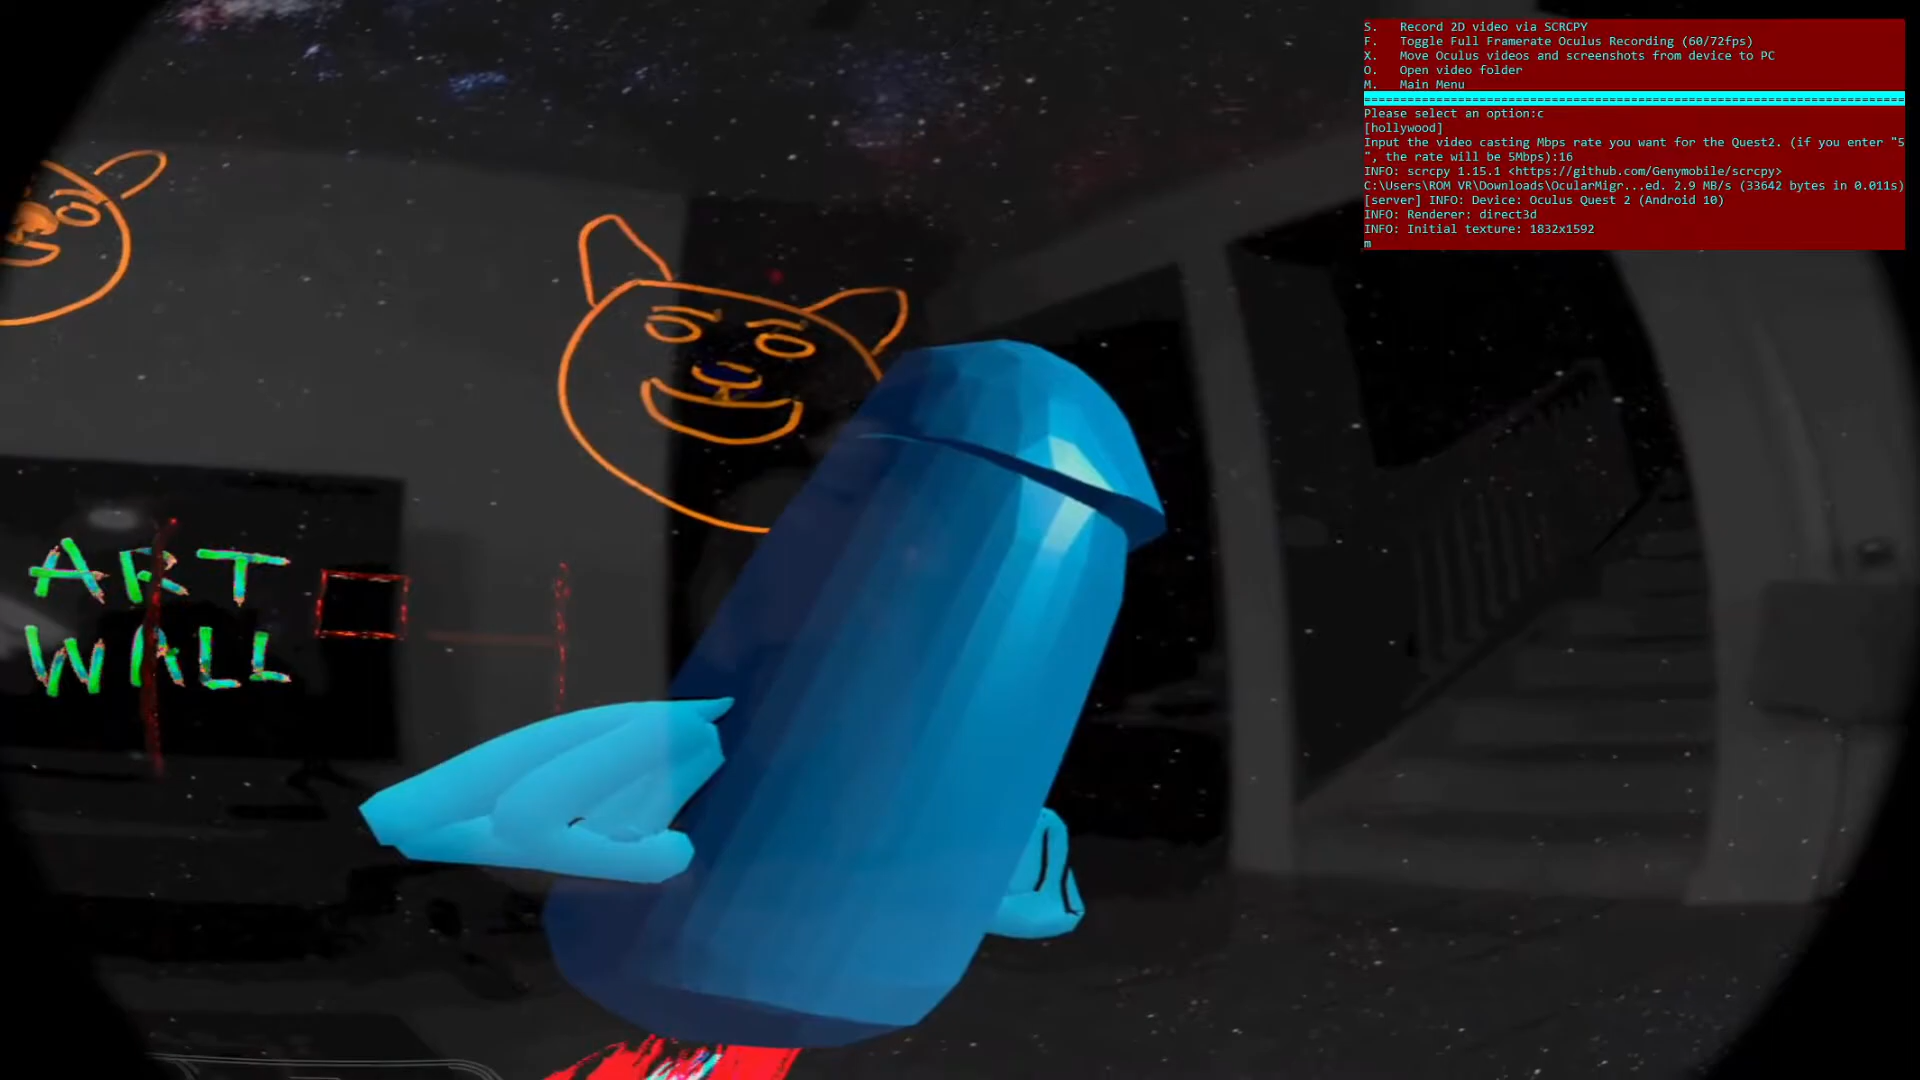 S.   Record 2D video via SCRCPY
F.   Toggle Full Framerate Oculus Recording (60/72fps)
X.   Move Oculus videos and screenshots from device to PC
O.   Open video folder
M.   Main Menu
===========================================================================
Please select an option:c
[hollywood]
Input the video casting Mbps rate you want for the Quest2. (if you enter "5
", the rate will be 5Mbps):16
INFO: scrcpy 1.15.1 <https://github.com/Genymobile/scrcpy>
C:\Users\ROM VR\Downloads\OcularMigr...ed. 2.9 MB/s (33642 bytes in 0.011s)
[server] INFO: Device: Oculus Quest 2 (Android 10)
INFO: Renderer: direct3d
INFO: Initial texture: 1832x1592
m
ART
WALL